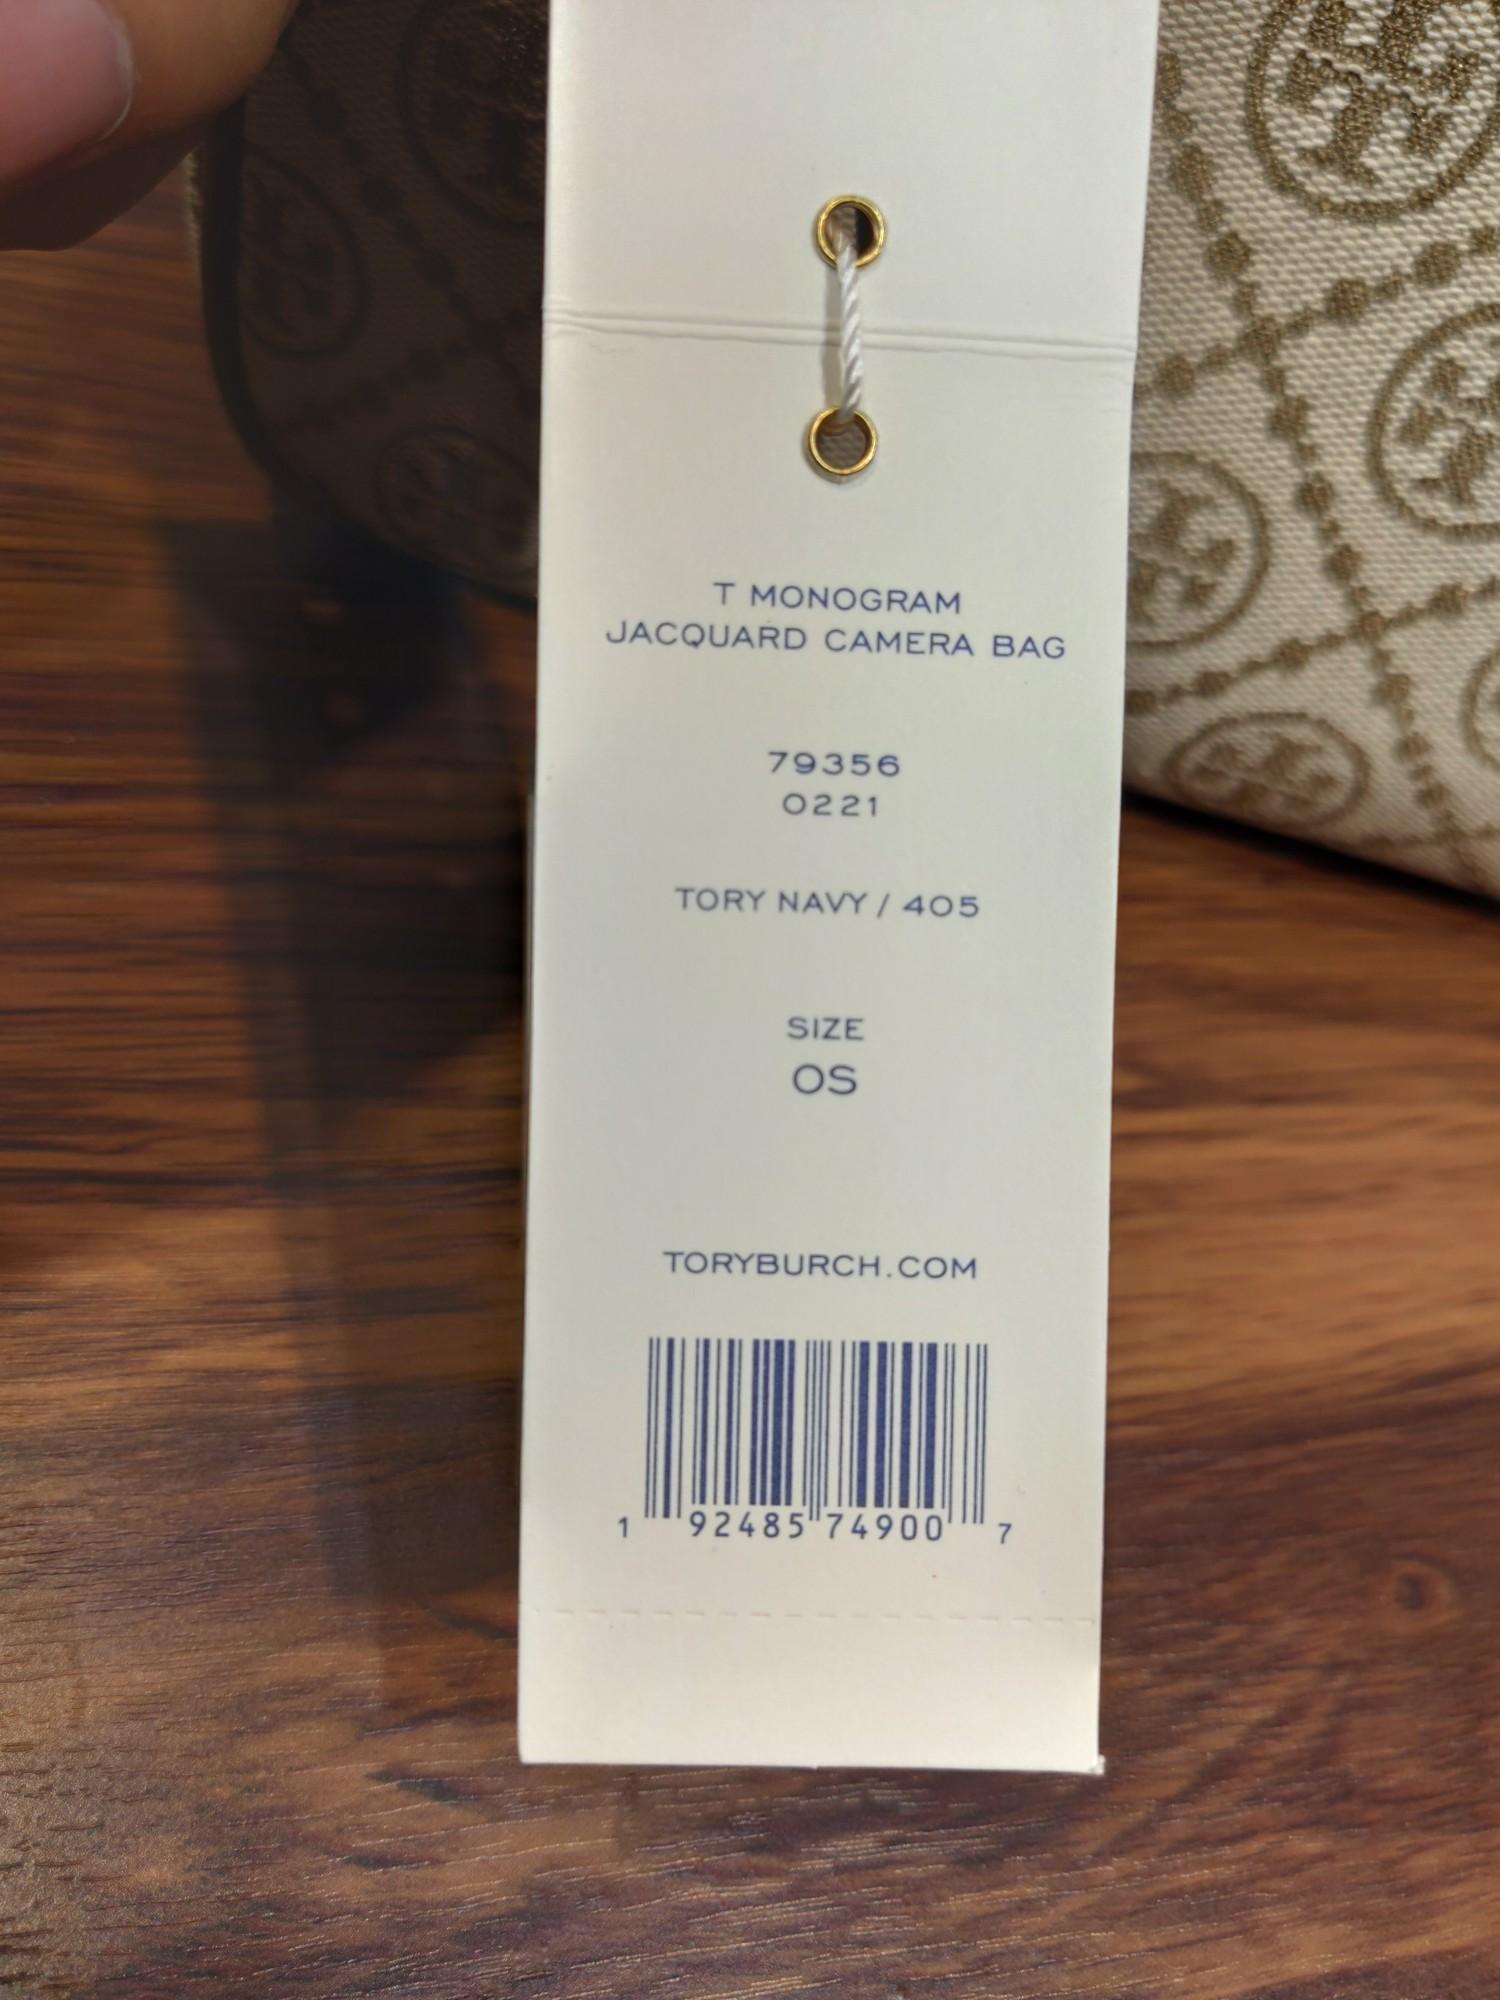 T MONOGRAM
JACQUARD CAMERA BAG
79356
0221
TORY NAVY / 405
SIZE
OS
TORYBURCH.COM
1 92485 74900 7